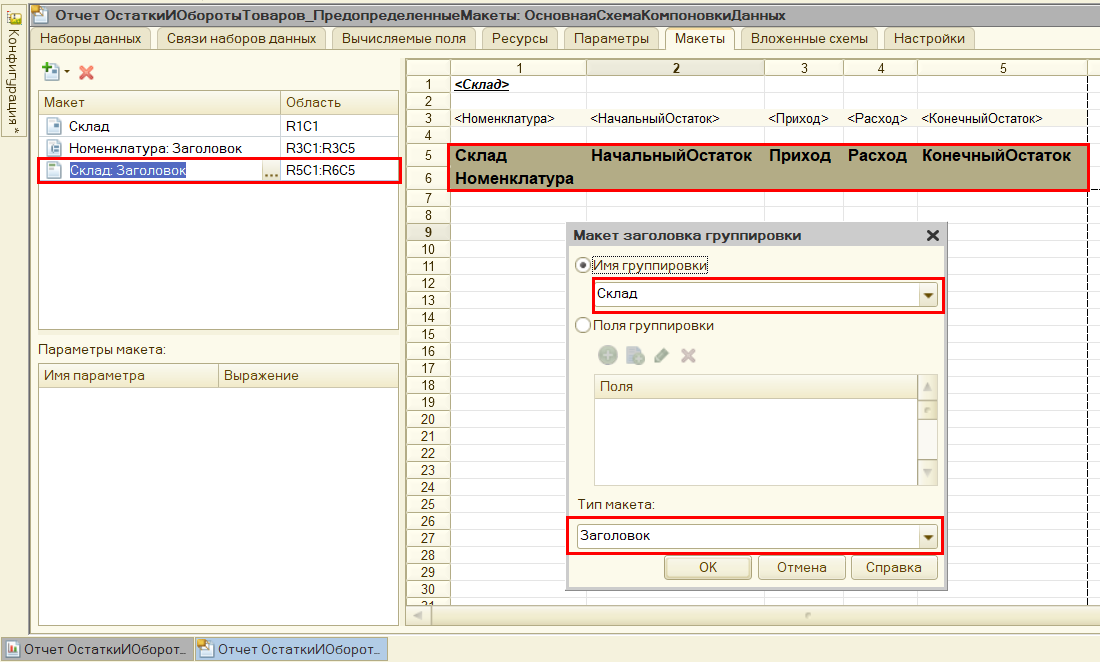 Отчет ОстаткиИОборотыТоваров_ПредопределенныеМакеты: ОсновнаяСхемаКомпоновкиДанных
Конфигурация *
Наборы данных Связи наборов данных Вычисляемые поля Ресурсы Параметры Макеты Вложенные схемы Настройки
Макет Область
Склад R1C1
Номенклатура: Заголовок R3C1:R3C5
Склад: Заголовок ... R5C1:R6C5
Параметры макета:
Имя параметра Выражение
1 2 3 4 5
1 <Склад>
2
3 <Номенклатура> <НачальныйОстаток> <Приход> <Расход> <КонечныйОстаток>
4
5 Склад НачальныйОстаток Приход Расход КонечныйОстаток
6 Номенклатура
7
8
9
10
11
12
13
14
15
16
17
18
19
20
21
22
23
24
25
26
27
28
29
30
31
Макет заголовка группировки
Имя группировки
Склад
Поля группировки
Поля
Тип макета:
Заголовок
OK Отмена Справка
Отчет ОстаткиИОборот... Отчет ОстаткиИОборот...